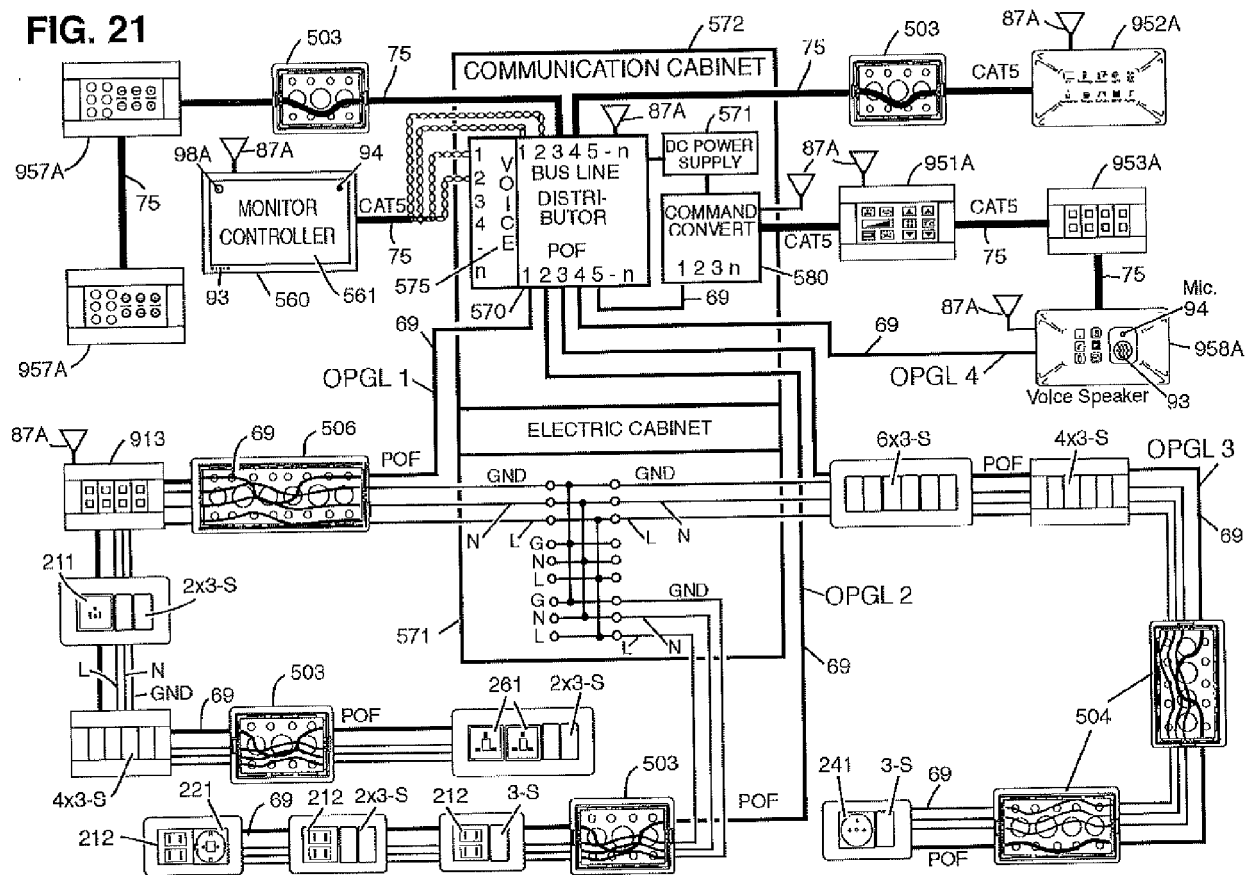 FIG. 21
503
75
572
COMMUNICATION CABINET
75
503
CAT5
87A
952A
957A
98A
87A
94
MONITOR
CONTROLLER
CAT5
75
75
93
560
561
957A
1
2
3
4
-
n
VOICE
575
1 2 3 4 5 - n
BUS LINE
DISTRI-
BUTOR
POF
1 2 3 4 5 - n
570
87A
571
DC POWER
SUPPLY
COMMAND
CONVERT
1 2 3 n
580
69
87A
CAT5
87A
951A
CAT5
75
953A
75
87A
Mic.
94
958A
93
Voice Speaker
69
OPGL 4
69
OPGL 1
ELECTRIC CABINET
87A
913
69
506
POF
GND
GND
N
L
L
N
G
N
L
G
N
L
GND
L
N
571
6x3-S
POF
4x3-S
OPGL 3
69
OPGL 2
69
211
2x3-S
L
N
GND
4x3-S
69
503
POF
261
2x3-S
504
212
221
69
212
2x3-S
212
3-S
503
POF
241
3-S
69
POF